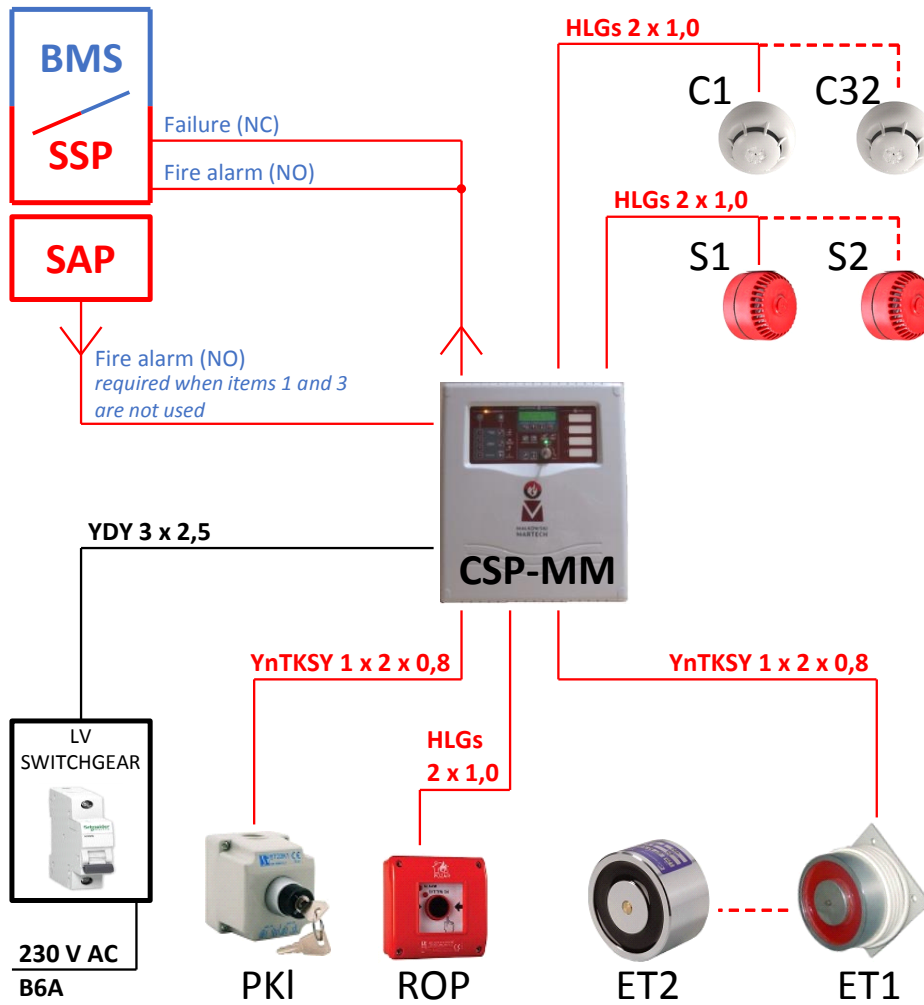 BMS
SSP
Failure (NC)
Fire alarm (NO)
SAP
Fire alarm (NO)
required when items 1 and 3
are not used
HLGs 2 x 1,0
C1
C32
HLGs 2 x 1,0
S1
S2
MARTECH
CSP-MM
YDY 3 x 2,5
YnTKSY 1 x 2 x 0,8
YnTKSY 1 x 2 x 0,8
HLGs
2 x 1,0
LV
SWITCHGEAR
230 V AC
B6A
PKl
ROP
ET2
ET1